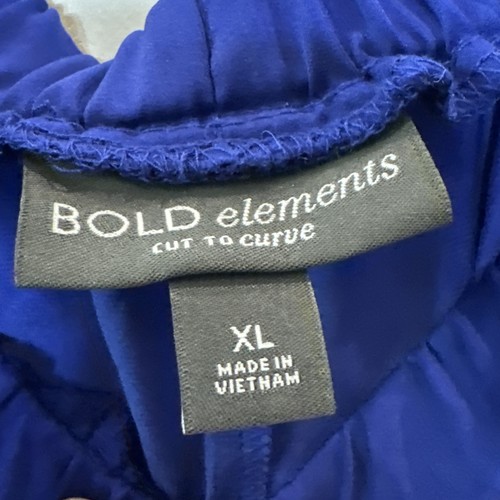 BOLD elements
CUT TO curve
XL
MADE IN
VIETNAM